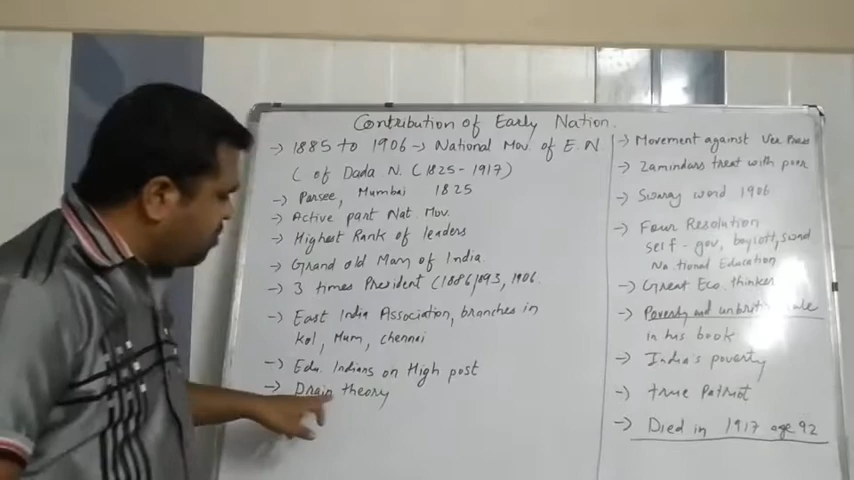 Contribution of Early Nation.
→ 1885 to 1906 → National Mov. of E.N
( of Dada N. (1825 - 1917)
→ Parsee, Mumbai 1825
→ Active part Nat. Mov.
→ Highest Rank of leaders
→ Grand old Man of India.
→ 3 times President (1886, 1893, 1906.
→ East India Association, branches in
Kol, Mum, chennai
→ Edu. Indians on High post
→ Drain theory
→ Movement against
→ Zamindars treat with poor
→ Swaraj word 1906
→ Four Resolution
self-gov, boycott,
National Education
→ Great Eco. thinker
→ Poverty and unbriti rule
in his book
→ India's poverty
→ true Patriot
→ Died in 1917 age 92